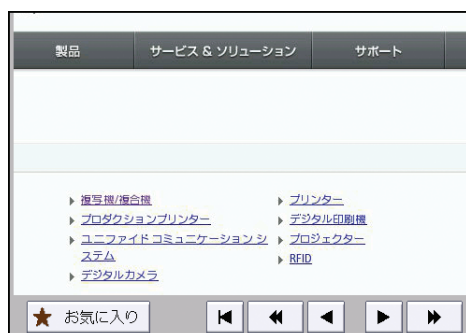 製品 サービス & ソリューション サポート
複写機/複合機
プロダクションプリンター
ユニファイドコミュニケーションシ
ステム
デジタルカメラ
プリンター
デジタル印刷機
プロジェクター
RFID
お気に入り